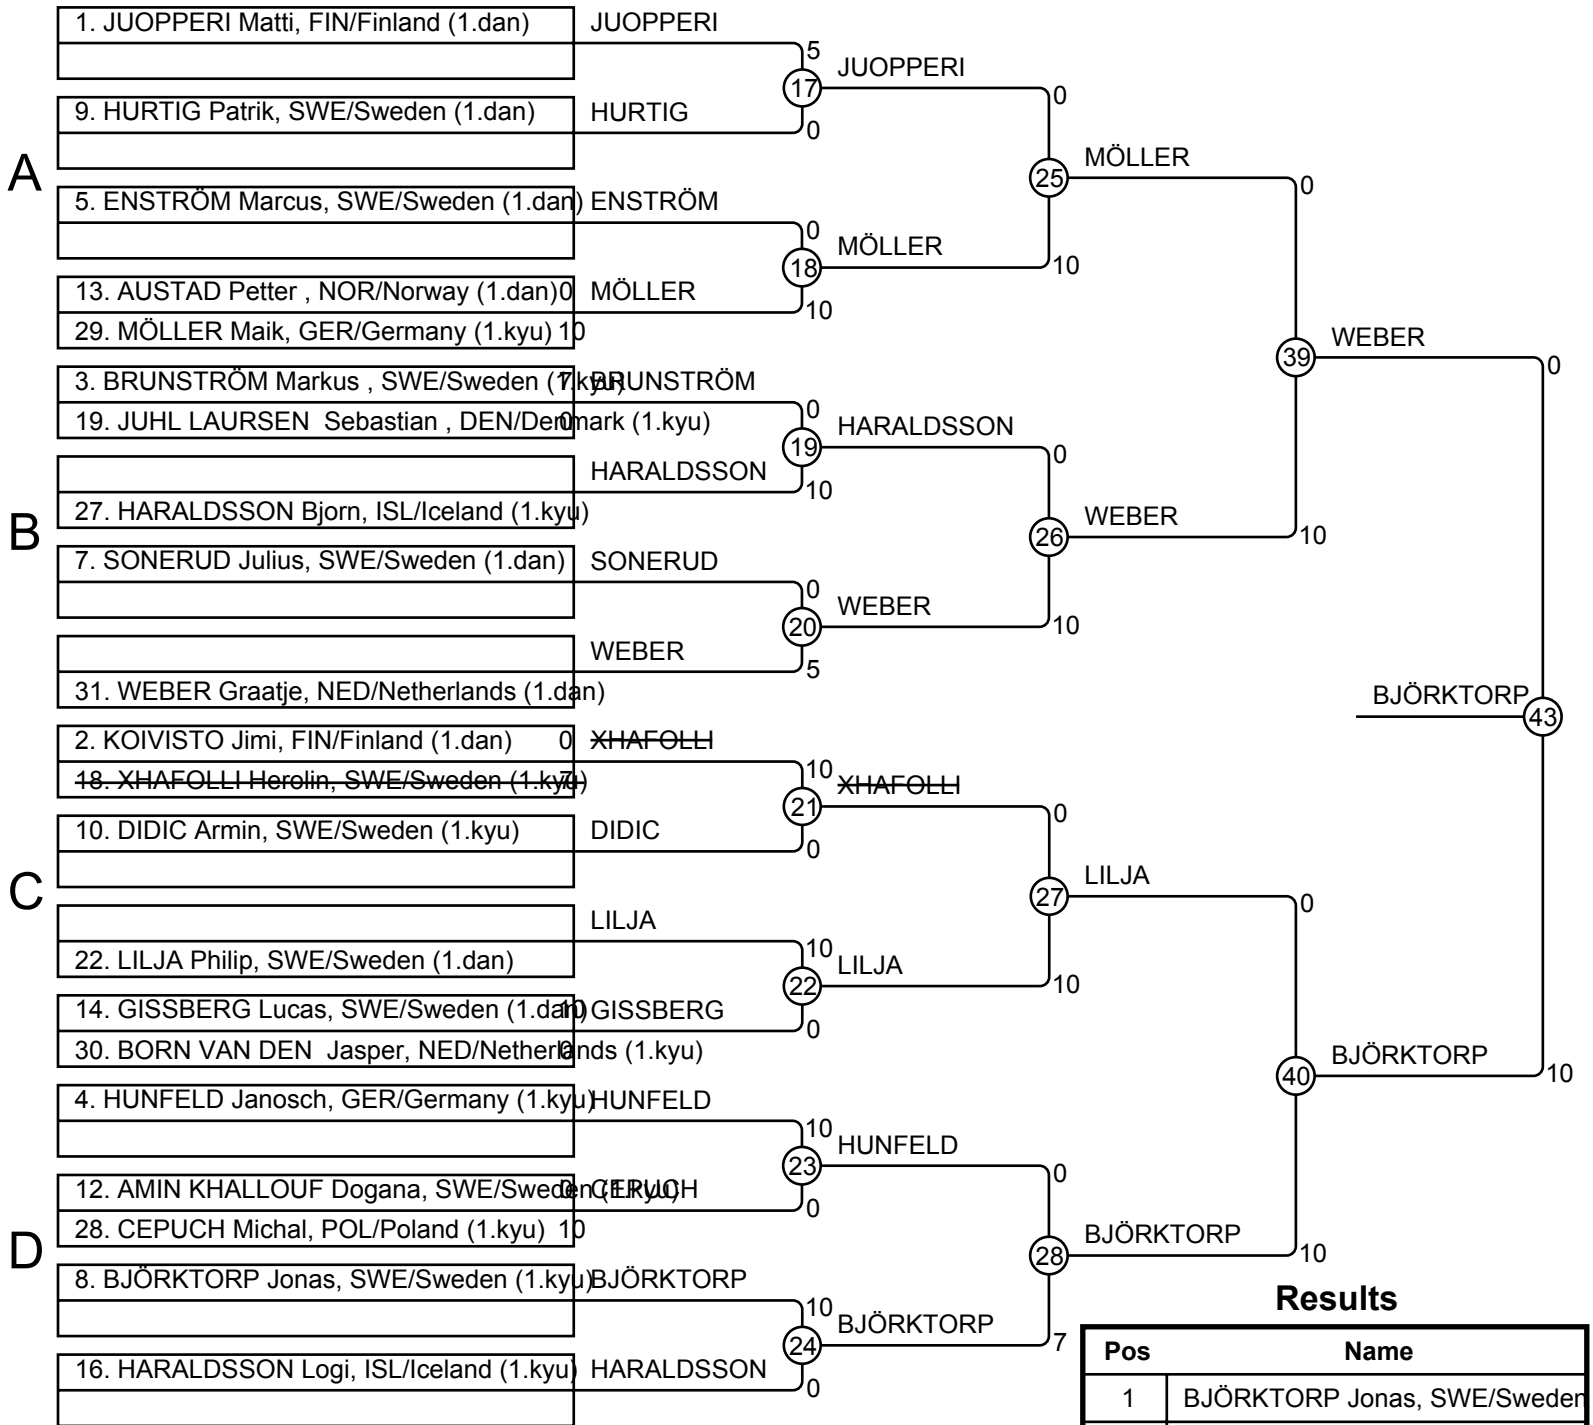 1. JUOPPERI Matti, FIN/Finland (1.dan) JUOPPERI
5
JUOPPERI
17
0
9. HURTIG Patrik, SWE/Sweden (1.dan) HURTIG
0
A
MÖLLER
25
0
5. ENSTRÖM Marcus, SWE/Sweden (1.dan) ENSTRÖM
0
MÖLLER
18
10
13. AUSTAD Petter , NOR/Norway (1.dan) 0 MÖLLER
10
29. MÖLLER Maik, GER/Germany (1.kyu) 10
WEBER
39
0
3. BRUNSTRÖM Markus , SWE/Sweden (1.kyu) 7 BRUNSTRÖM
0
19. JUHL LAURSEN Sebastian , DEN/Denmark (1.kyu) 0
HARALDSSON
19
0
HARALDSSON
10
27. HARALDSSON Bjorn, ISL/Iceland (1.kyu)
B
WEBER
26
10
7. SONERUD Julius, SWE/Sweden (1.dan) SONERUD
0
WEBER
20
10
WEBER
5
31. WEBER Graatje, NED/Netherlands (1.dan)
BJÖRKTORP
43
2. KOIVISTO Jimi, FIN/Finland (1.dan) 0 XHAFOLLI
10
18. XHAFOLLI Herolin, SWE/Sweden (1.kyu) 7
XHAFOLLI
21
0
10. DIDIC Armin, SWE/Sweden (1.kyu) DIDIC
0
C
LILJA
27
0
LILJA
10
22. LILJA Philip, SWE/Sweden (1.dan)
LILJA
22
10
14. GISSBERG Lucas, SWE/Sweden (1.dan) 10 GISSBERG
0
30. BORN VAN DEN Jasper, NED/Netherlands (1.kyu) 0
BJÖRKTORP
40
10
4. HUNFELD Janosch, GER/Germany (1.kyu) HUNFELD
10
HUNFELD
23
0
12. AMIN KHALLOUF Dogana, SWE/Sweden (1.kyu) 0 CEPUCH
0
28. CEPUCH Michal, POL/Poland (1.kyu) 10
D
BJÖRKTORP
28
10
8. BJÖRKTORP Jonas, SWE/Sweden (1.kyu) BJÖRKTORP
10
BJÖRKTORP
24
7
16. HARALDSSON Logi, ISL/Iceland (1.kyu) HARALDSSON
0
Results
Pos Name
1 BJÖRKTORP Jonas, SWE/Sweden